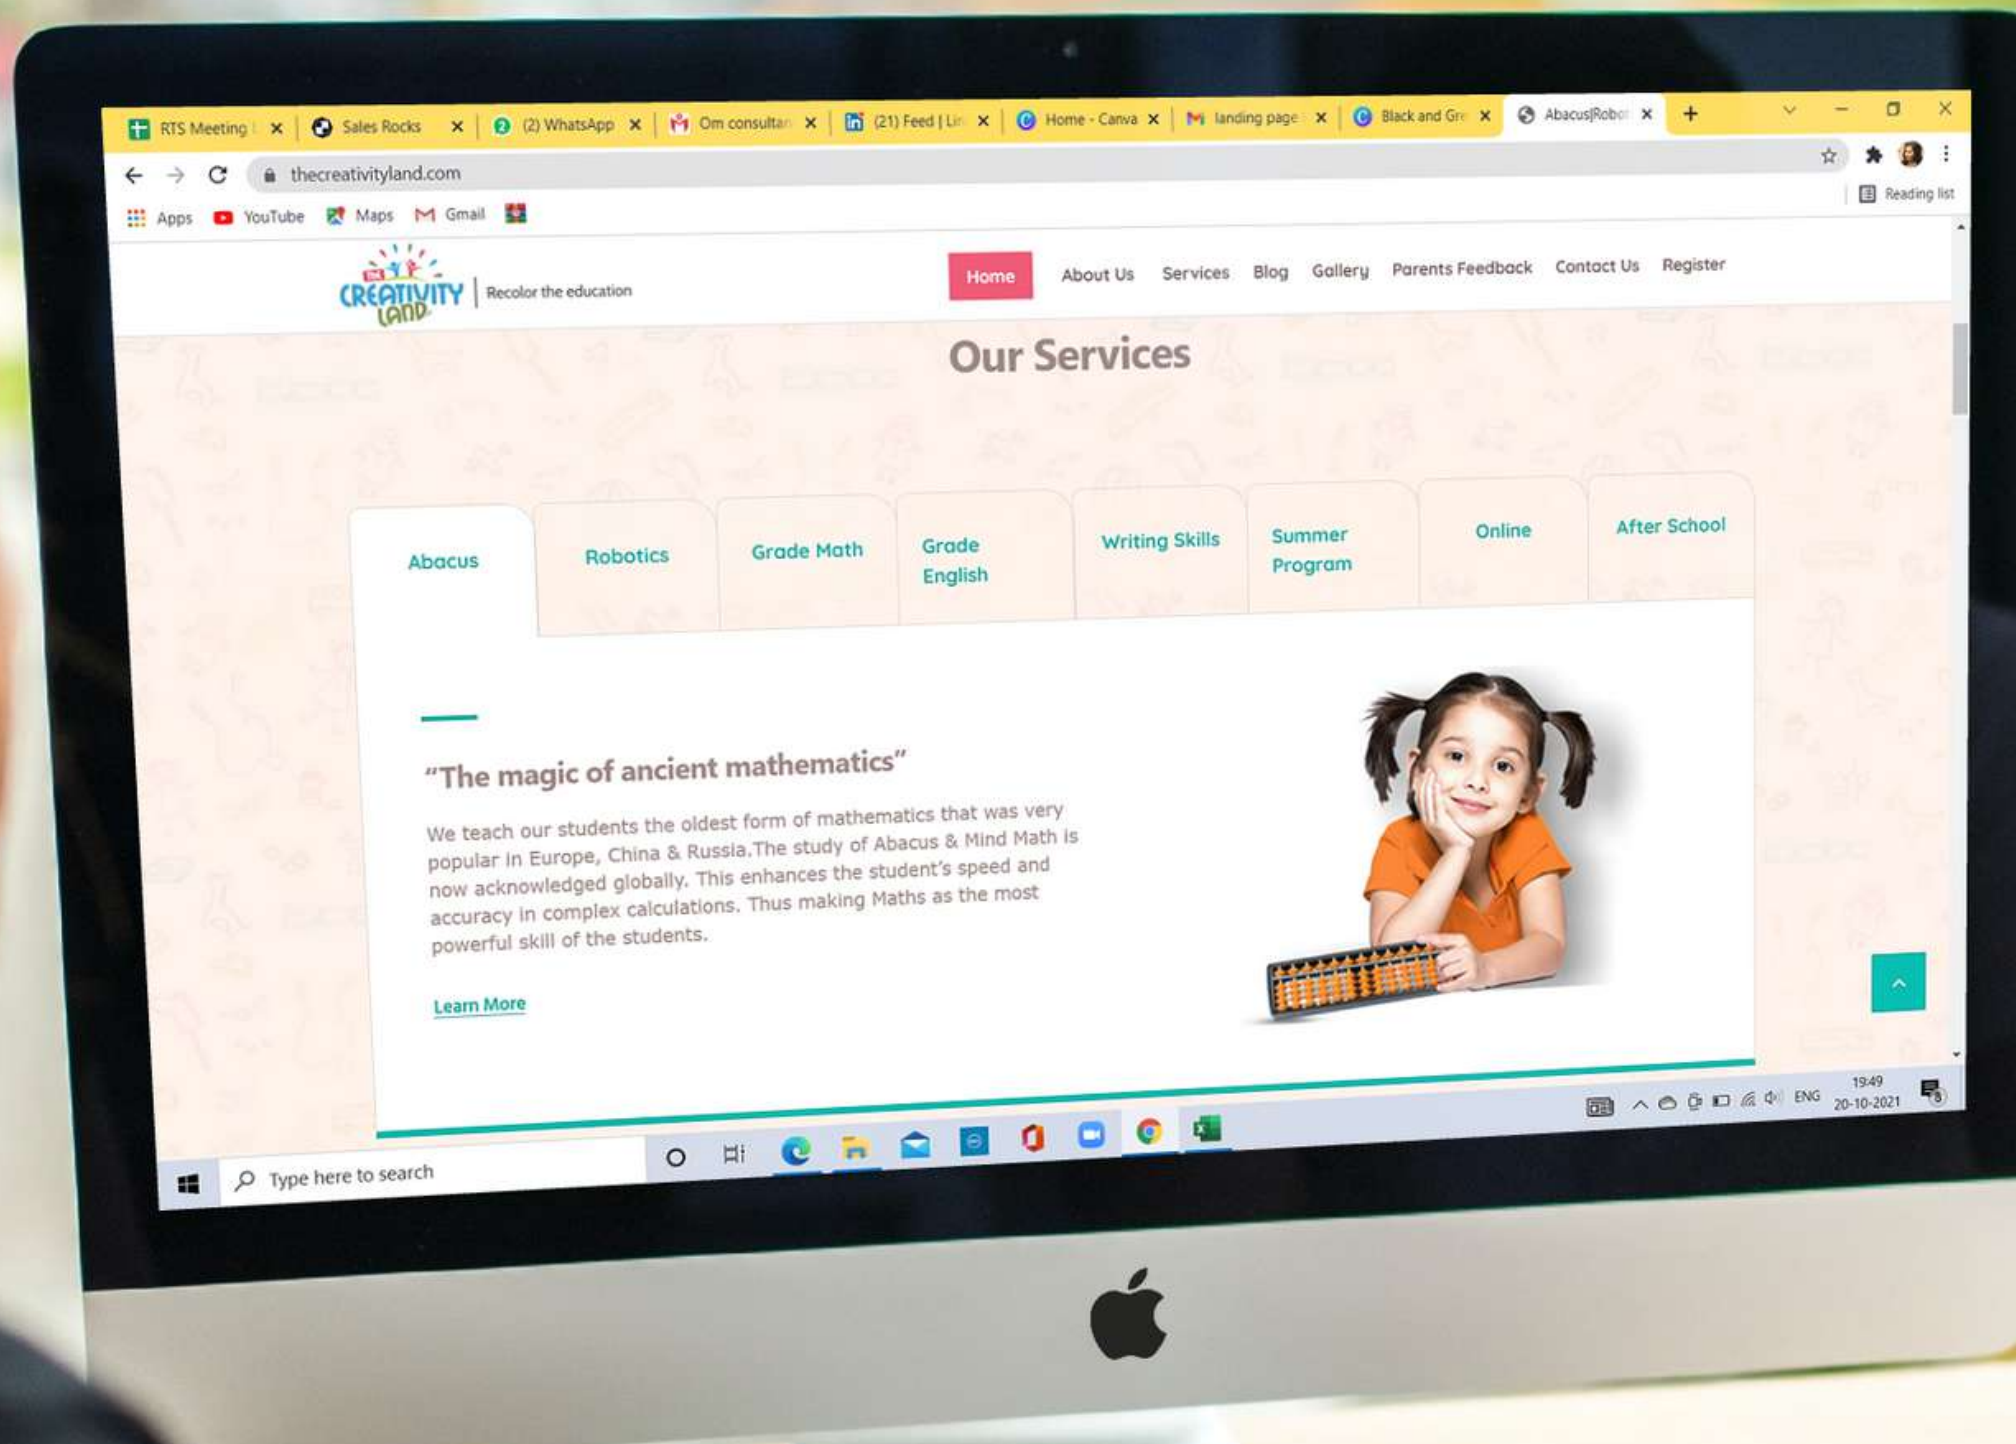 RTS Meeting
Sales Rocks
(2) WhatsApp
Om consultan
(21) Feed | Lin
Home - Canva
landing page
Black and Gre
Abacus|Robot
thecreativityland.com
Apps
YouTube
Maps
Gmail
Reading list
THE
CREATIVITY
LAND
Recolor the education
Home
About Us
Services
Blog
Gallery
Parents Feedback
Contact Us
Register
Our Services
Abacus
Robotics
Grade Math
Grade
English
Writing Skills
Summer
Program
Online
After School
"The magic of ancient mathematics"
We teach our students the oldest form of mathematics that was very
popular in Europe, China & Russia.The study of Abacus & Mind Math is
now acknowledged globally. This enhances the student's speed and
accuracy in complex calculations. Thus making Maths as the most
powerful skill of the students.
Learn More
Type here to search
ENG
19:49
20-10-2021
8